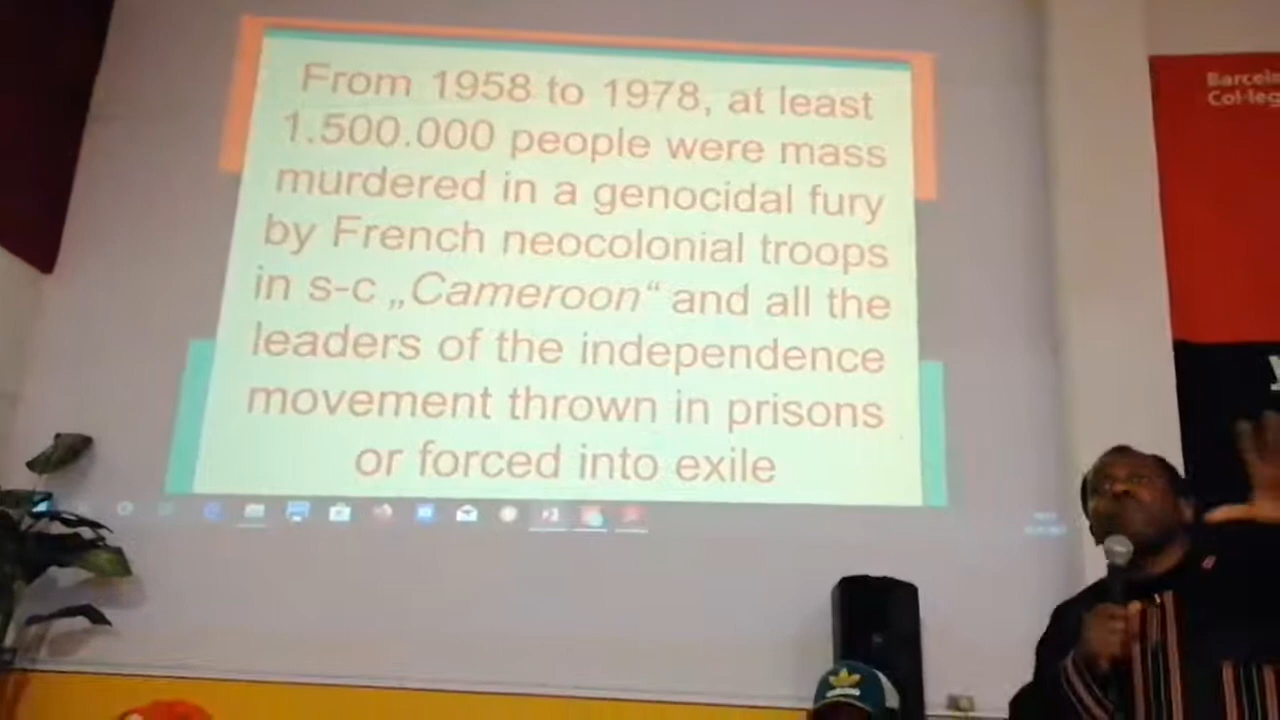 From 1958 to 1978, at least
1.500.000 people were mass
murdered in a genocidal fury
by French neocolonial troops
in s-c „Cameroon“ and all the
leaders of the independence
movement thrown in prisons
or forced into exile